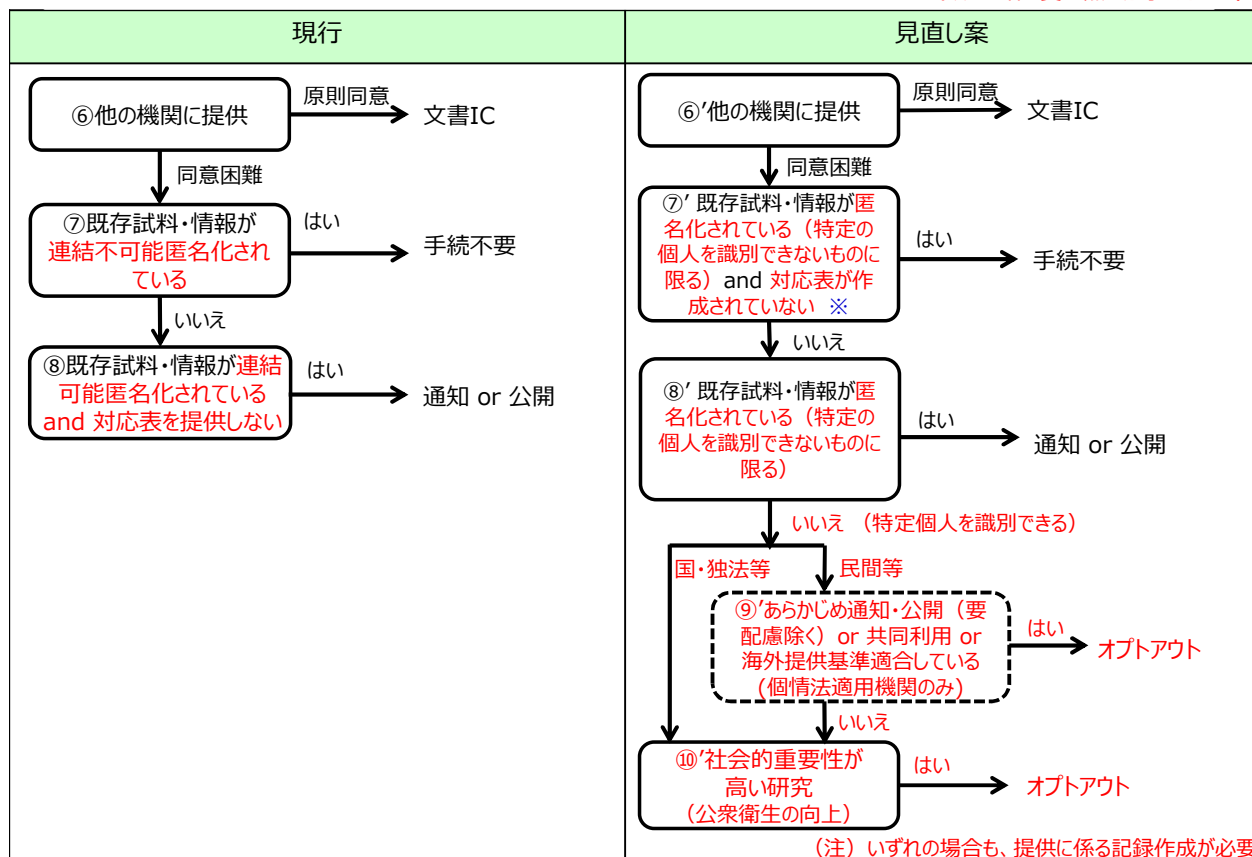 現行
⑥他の機関に提供
原則同意
文書IC
同意困難
⑦既存試料・情報が
連結不可能匿名化され
ている
はい
手続不要
いいえ
⑧既存試料・情報が連結
可能匿名化されている
and 対応表を提供しない
はい
通知 or 公開
見直し案
⑥’他の機関に提供
原則同意
文書IC
同意困難
⑦’ 既存試料・情報が匿
名化されている（特定の
個人を識別できないものに
限る）and 対応表が作
成されていない ※
はい
手続不要
いいえ
⑧’ 既存試料・情報が匿
名化されている（特定の
個人を識別できないものに
限る）
はい
通知 or 公開
いいえ （特定個人を識別できる）
国・独法等
民間等
⑨’あらかじめ通知・公開（要
配慮除く）or 共同利用 or
海外提供基準適合している
(個情法適用機関のみ)
はい
オプトアウト
いいえ
⑩’社会的重要性が
高い研究
（公衆衛生の向上）
はい
オプトアウト
（注）いずれの場合も、提供に係る記録作成が必要